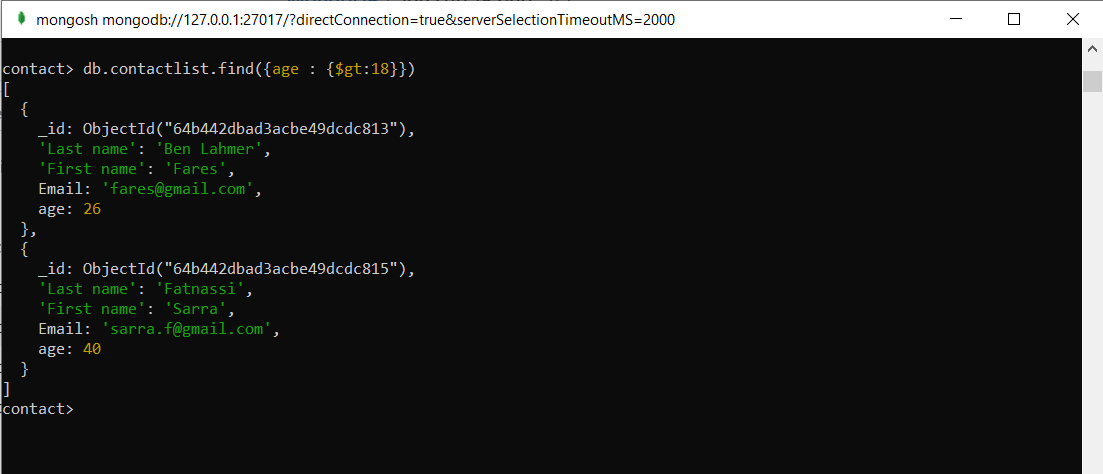 mongosh mongodb://127.0.0.1:27017/?directConnection=true&serverSelectionTimeoutMS=2000
contact> db.contactlist.find({age : {$gt:18}})
[
  {
    _id: ObjectId("64b442dbad3acbe49dcdc813"),
    'Last name': 'Ben Lahmer',
    'First name': 'Fares',
    Email: 'fares@gmail.com',
    age: 26
  },
  {
    _id: ObjectId("64b442dbad3acbe49dcdc815"),
    'Last name': 'Fatnassi',
    'First name': 'Sarra',
    Email: 'sarra.f@gmail.com',
    age: 40
  }
]
contact>